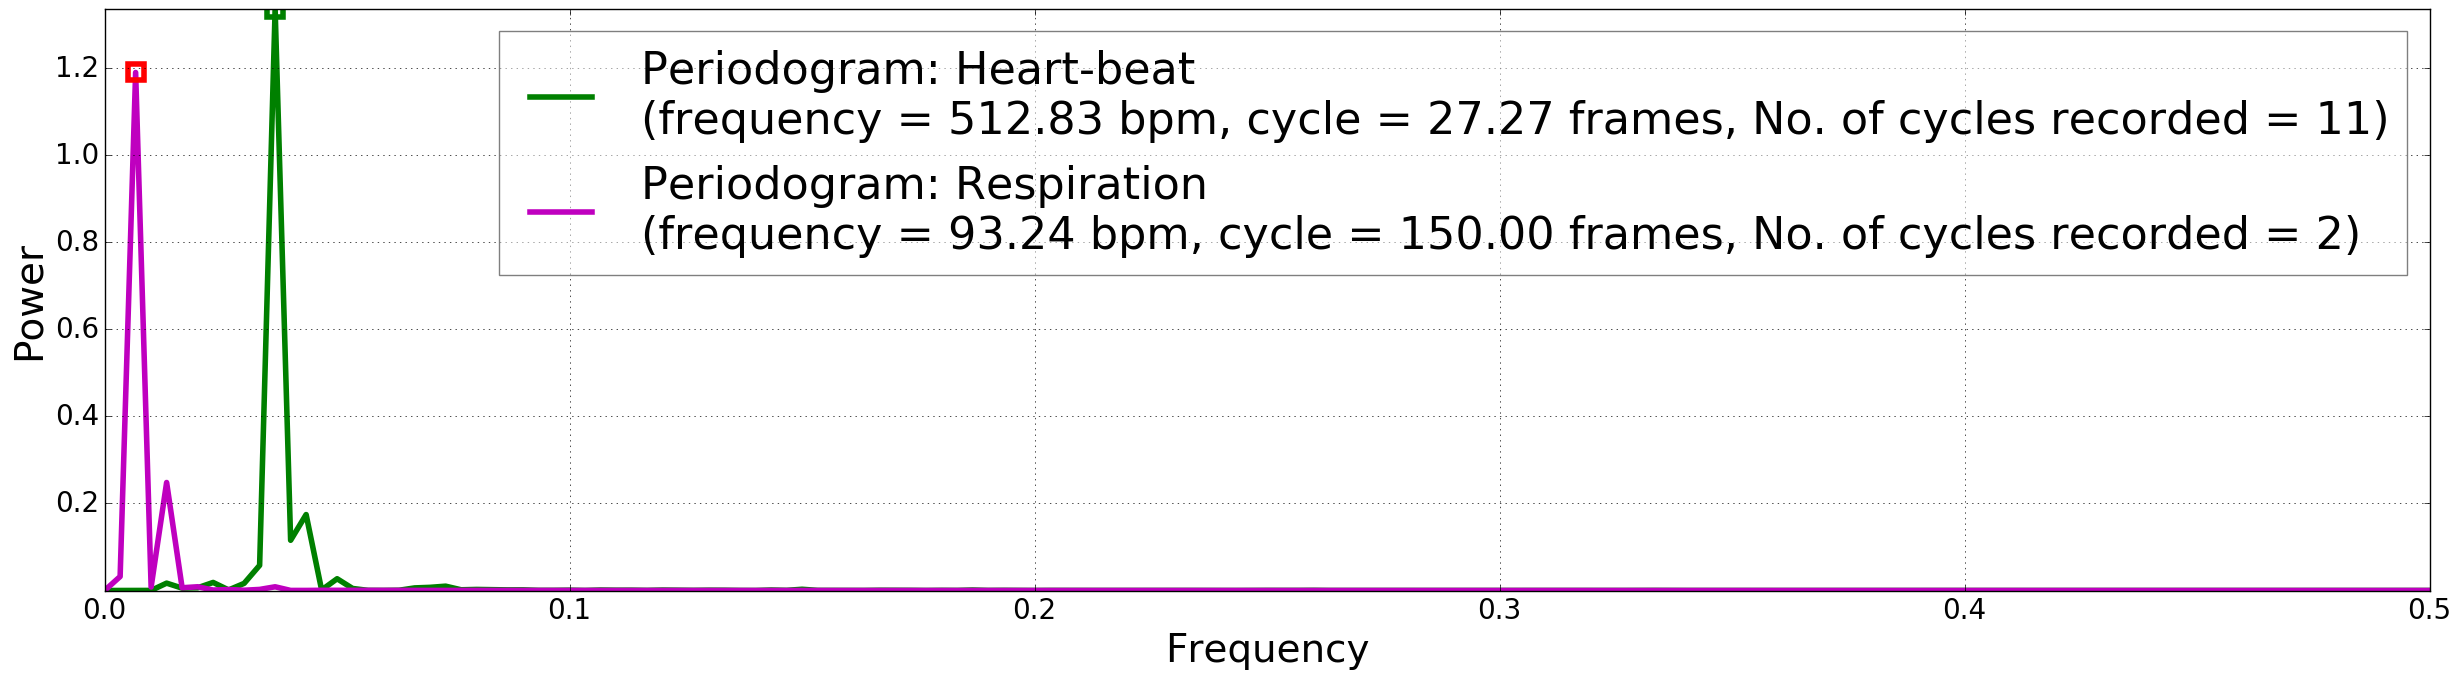 Periodogram: Heart-beat
(frequency = 512.83 bpm, cycle = 27.27 frames, No. of cycles recorded = 11)
Periodogram: Respiration
(frequency = 93.24 bpm, cycle = 150.00 frames, No. of cycles recorded = 2)
Power
1.2
1.0
0.8
0.6
0.4
0.2
0.0 0.1 0.2 0.3 0.4 0.5
Frequency